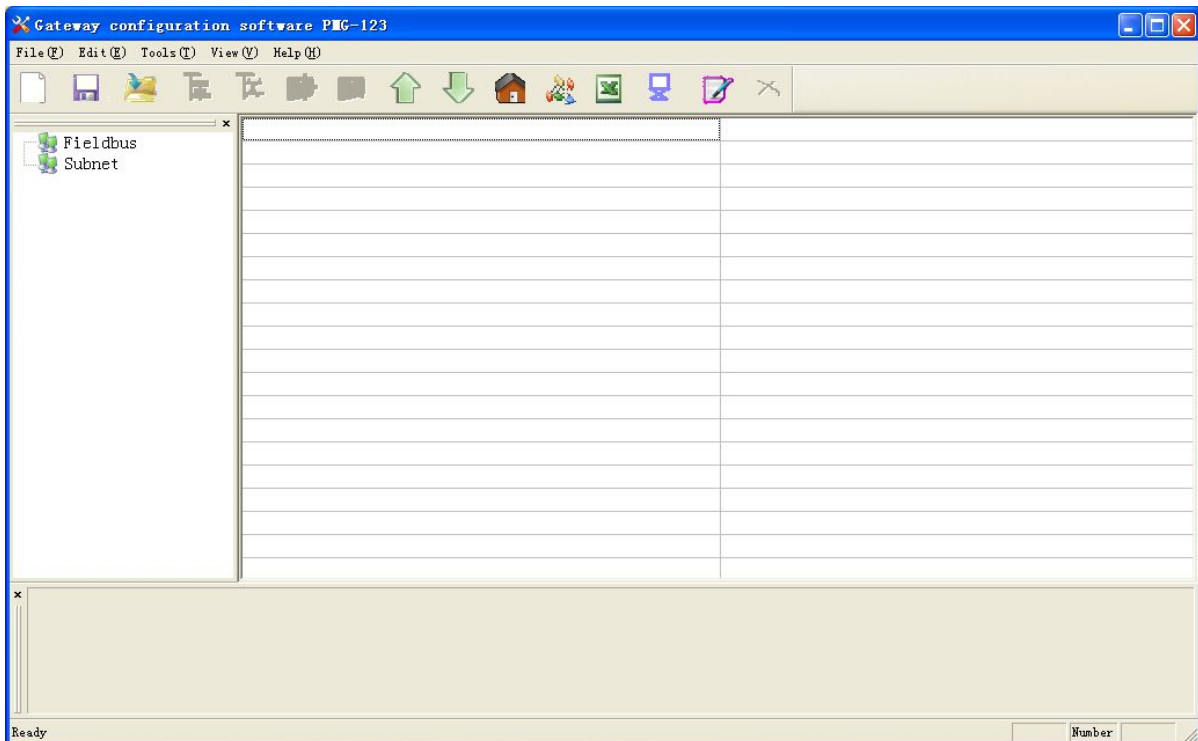 Gateway configuration software PMG-123
File(F) Edit(E) Tools(T) View(V) Help(H)
Fieldbus
Subnet
Ready
Number